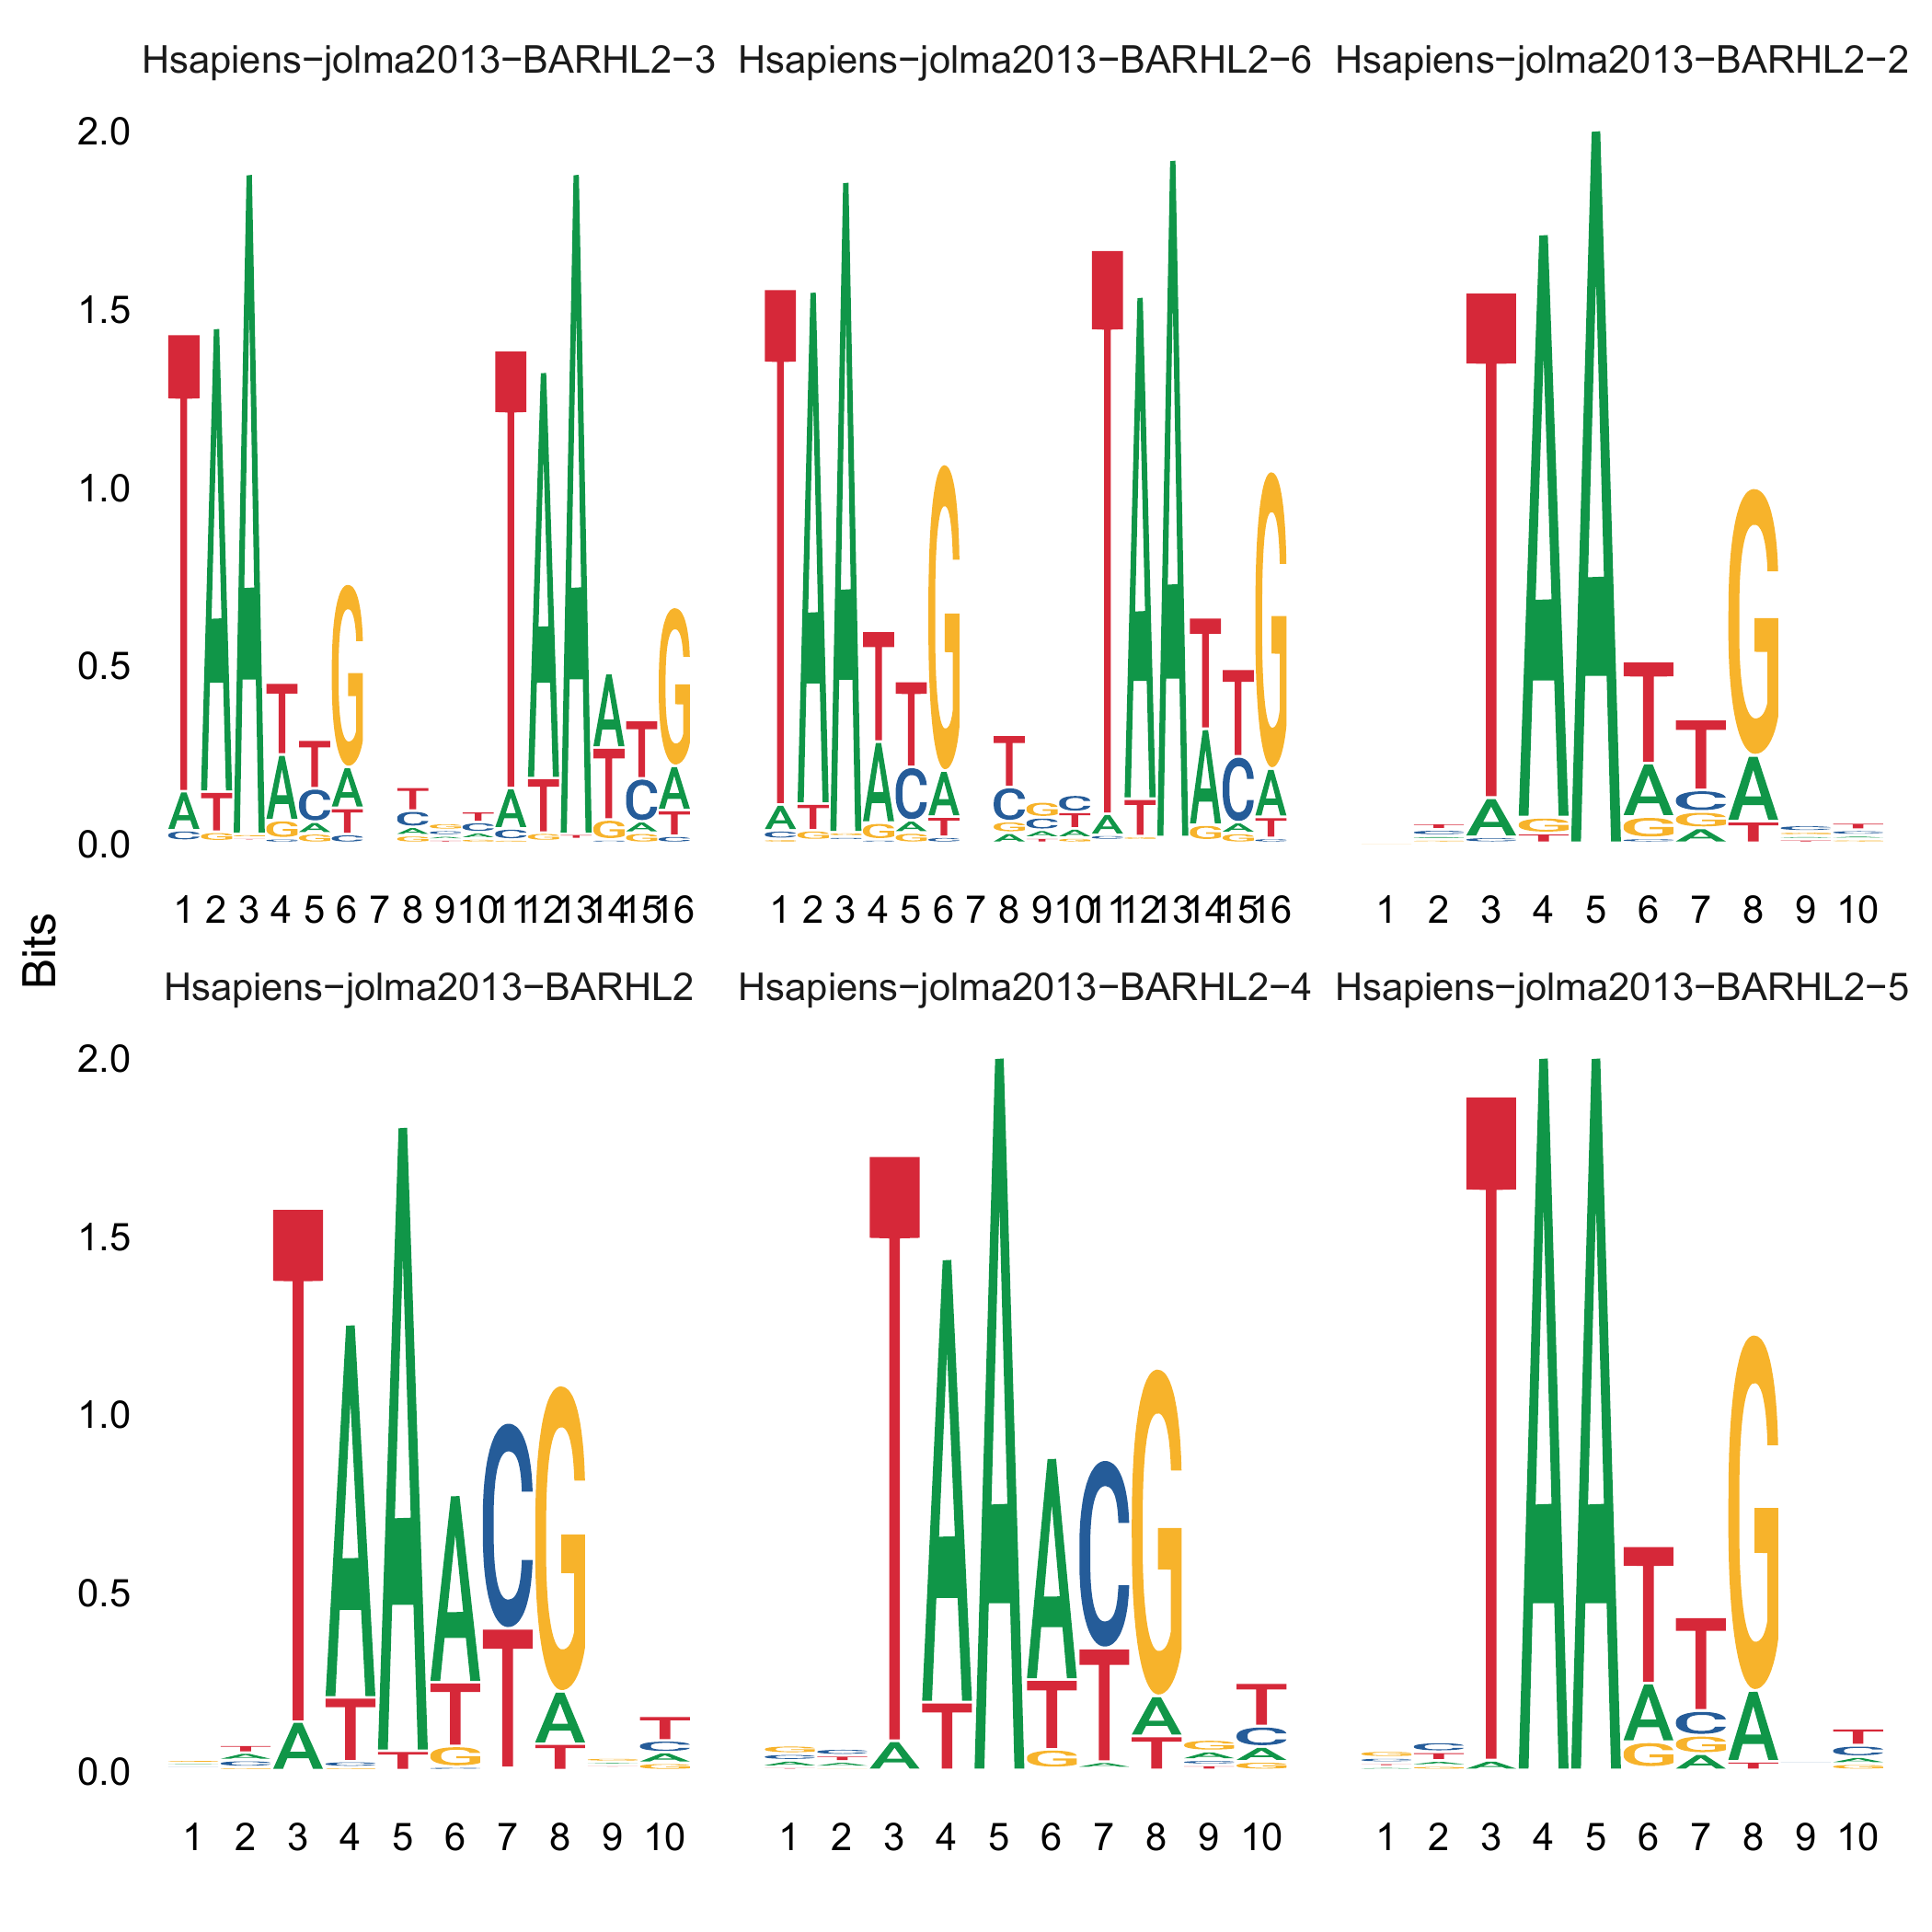 Hsapiens−jolma2013−BARHL2−3 Hsapiens−jolma2013−BARHL2−6 Hsapiens−jolma2013−BARHL2−2
2.0
1.5
1.0
0.5
0.0
1 2 3 4 5 6 7 8 9 10 11 12 13 14 15 16 1 2 3 4 5 6 7 8 9 10 11 12 13 14 15 16 1 2 3 4 5 6 7 8 9 10
Bits
Hsapiens−jolma2013−BARHL2 Hsapiens−jolma2013−BARHL2−4 Hsapiens−jolma2013−BARHL2−5
2.0
1.5
1.0
0.5
0.0
1 2 3 4 5 6 7 8 9 10 1 2 3 4 5 6 7 8 9 10 1 2 3 4 5 6 7 8 9 10